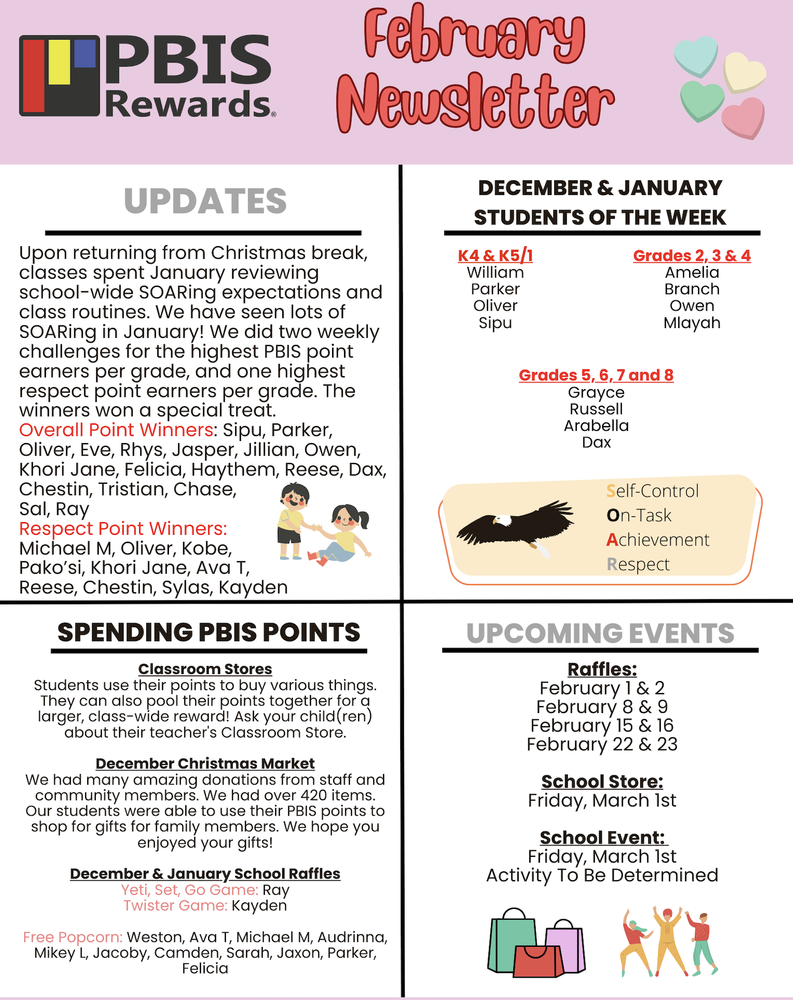 PBIS
Rewards®
February
Newsletter
UPDATES
Upon returning from Christmas break,
classes spent January reviewing
school-wide SOARing expectations and
class routines. We have seen lots of
SOARing in January! We did two weekly
challenges for the highest PBIS point
earners per grade, and one highest
respect point earners per grade. The
winners won a special treat.
Overall Point Winners: Sipu, Parker,
Oliver, Eve, Rhys, Jasper, Jillian, Owen,
Khori Jane, Felicia, Haythem, Reese, Dax,
Chestin, Tristian, Chase,
Sal, Ray
Respect Point Winners:
Michael M, Oliver, Kobe,
Pako’si, Khori Jane, Ava T,
Reese, Chestin, Sylas, Kayden
DECEMBER & JANUARY
STUDENTS OF THE WEEK
K4 & K5/1
William
Parker
Oliver
Sipu
Grades 2, 3 & 4
Amelia
Branch
Owen
Mlayah
Grades 5, 6, 7 and 8
Grayce
Russell
Arabella
Dax
Self-Control
On-Task
Achievement
Respect
SPENDING PBIS POINTS
Classroom Stores
Students use their points to buy various things.
They can also pool their points together for a
larger, class-wide reward! Ask your child(ren)
about their teacher's Classroom Store.
December Christmas Market
We had many amazing donations from staff and
community members. We had over 420 items.
Our students were able to use their PBIS points to
shop for gifts for family members. We hope you
enjoyed your gifts!
December & January School Raffles
Yeti, Set, Go Game: Ray
Twister Game: Kayden
Free Popcorn: Weston, Ava T, Michael M, Audrinna,
Mikey L, Jacoby, Camden, Sarah, Jaxon, Parker,
Felicia
UPCOMING EVENTS
Raffles:
February 1 & 2
February 8 & 9
February 15 & 16
February 22 & 23
School Store:
Friday, March 1st
School Event:
Friday, March 1st
Activity To Be Determined